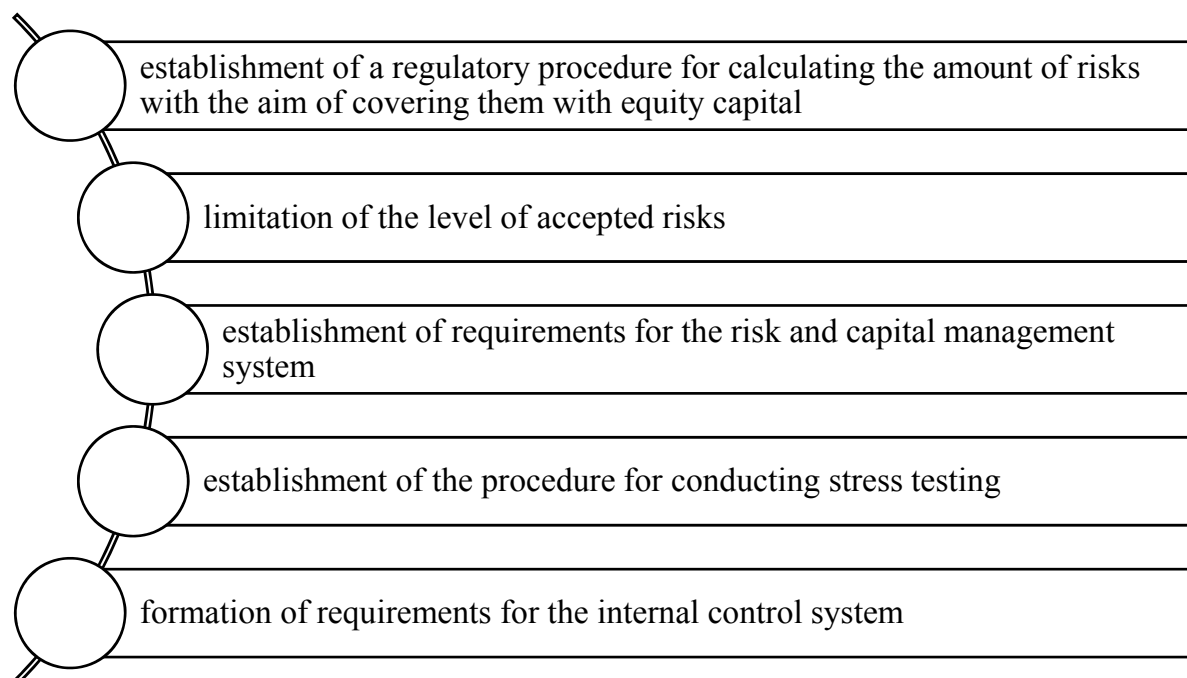 establishment of a regulatory procedure for calculating the amount of risks
with the aim of covering them with equity capital
limitation of the level of accepted risks
establishment of requirements for the risk and capital management
system
establishment of the procedure for conducting stress testing
formation of requirements for the internal control system